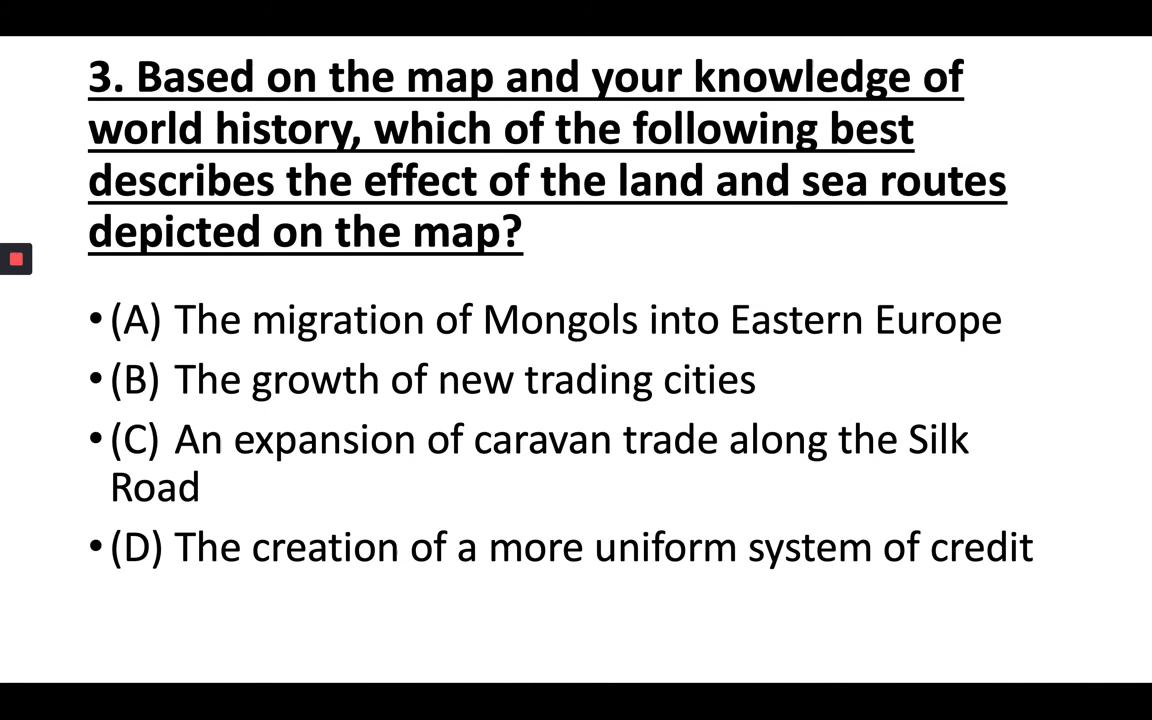 3. Based on the map and your knowledge of
world history, which of the following best
describes the effect of the land and sea routes
depicted on the map?
•(A) The migration of Mongols into Eastern Europe
•(B) The growth of new trading cities
•(C) An expansion of caravan trade along the Silk
Road
•(D) The creation of a more uniform system of credit